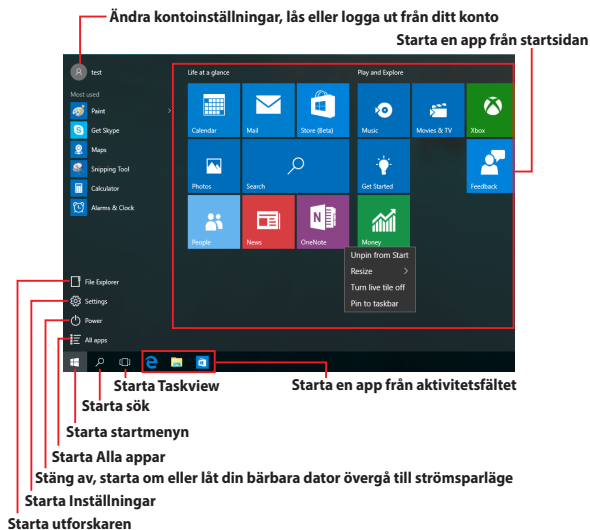 Ändra kontoinställningar, lås eller logga ut från ditt konto
Starta en app från startsidan
test
Life at a glance
Play and Explore
Most used
Paint
Get Skype
Maps
Snipping Tool
Calculator
Alarms & Clock
Calendar
Mail
Store (Beta)
Music
Movies & TV
Xbox
Photos
Search
Get Started
Feedback
People
News
OneNote
Money
Unpin from Start
Resize
Turn live tile off
Pin to taskbar
File Explorer
Settings
Power
All apps
Starta Taskview
Starta en app från aktivitetsfältet
Starta sök
Starta startmenyn
Starta Alla appar
Stäng av, starta om eller låt din bärbara dator övergå till strömsparläge
Starta Inställningar
Starta utforskaren